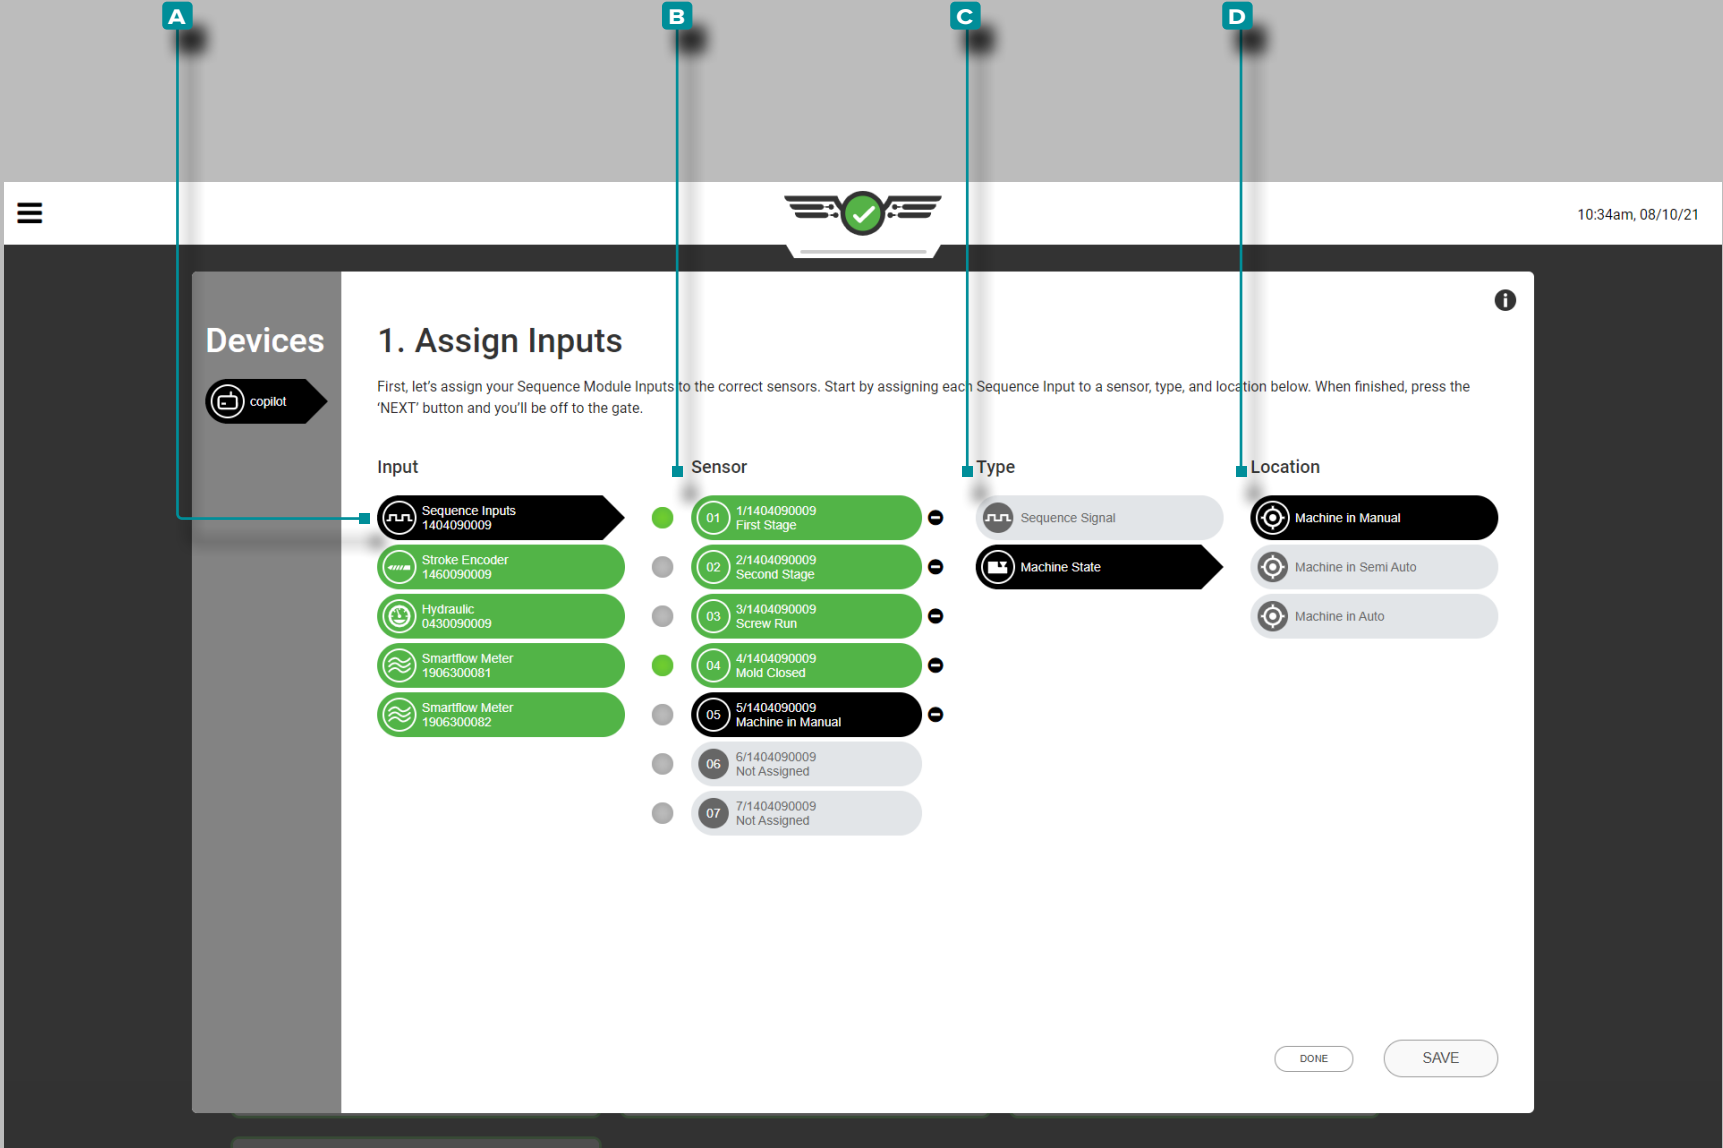 A
B
C
D
10:34am, 08/10/21
Devices
copilot
1. Assign Inputs
First, let’s assign your Sequence Module Inputs to the correct sensors. Start by assigning each Sequence Input to a sensor, type, and location below. When finished, press the
‘NEXT’ button and you’ll be off to the gate.
Input
Sequence Inputs
1404090009
Stroke Encoder
1460090009
Hydraulic
0430090009
Smartflow Meter
1906300081
Smartflow Meter
1906300082
Sensor
01
1/1404090009
First Stage
02
2/1404090009
Second Stage
03
3/1404090009
Screw Run
04
4/1404090009
Mold Closed
05
5/1404090009
Machine in Manual
06
6/1404090009
Not Assigned
07
7/1404090009
Not Assigned
Type
Sequence Signal
Machine State
Location
Machine in Manual
Machine in Semi Auto
Machine in Auto
DONE
SAVE